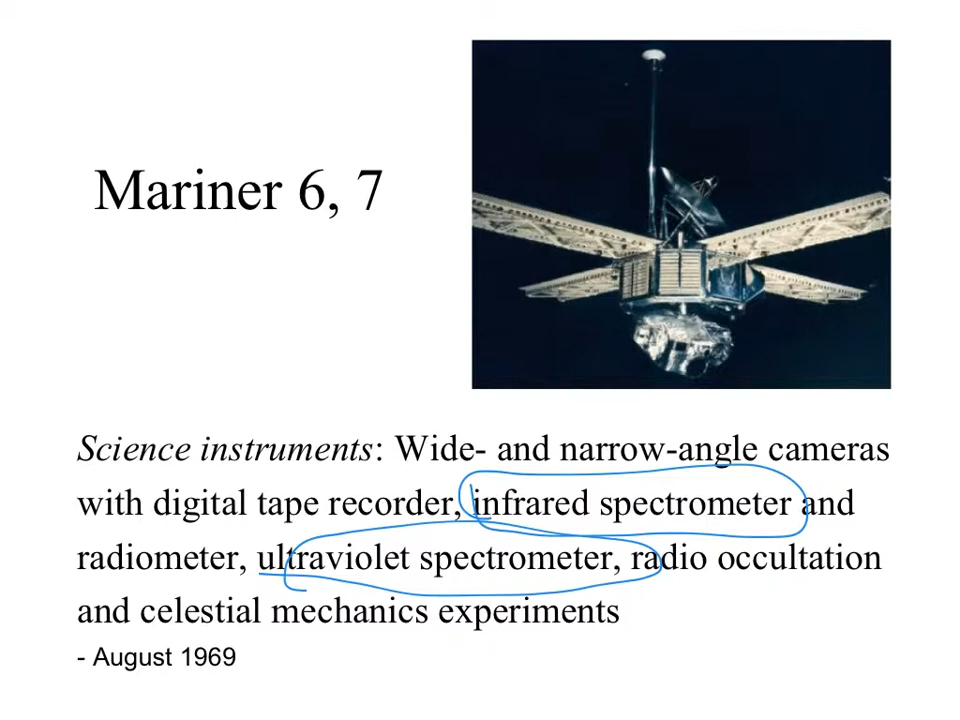 Mariner 6, 7
Science instruments: Wide- and narrow-angle cameras
with digital tape recorder, infrared spectrometer and
radiometer, ultraviolet spectrometer, radio occultation
and celestial mechanics experiments
- August 1969